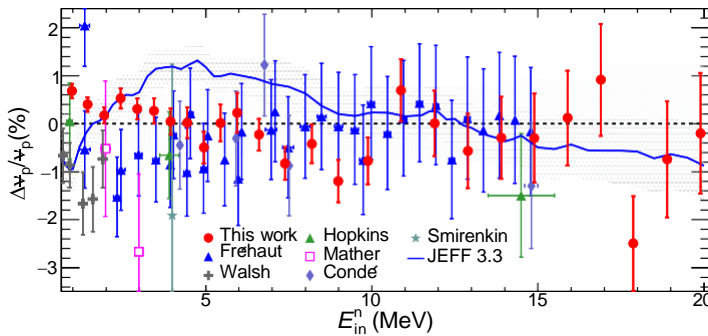 2
1
0
−1
−2
−3
Δν̶p/ν̶p(%)
This work
Frehaut
Walsh
Hopkins
Mather
Condé
Smirenkin
JEFF 3.3
5
10
15
20
E^n_in (MeV)